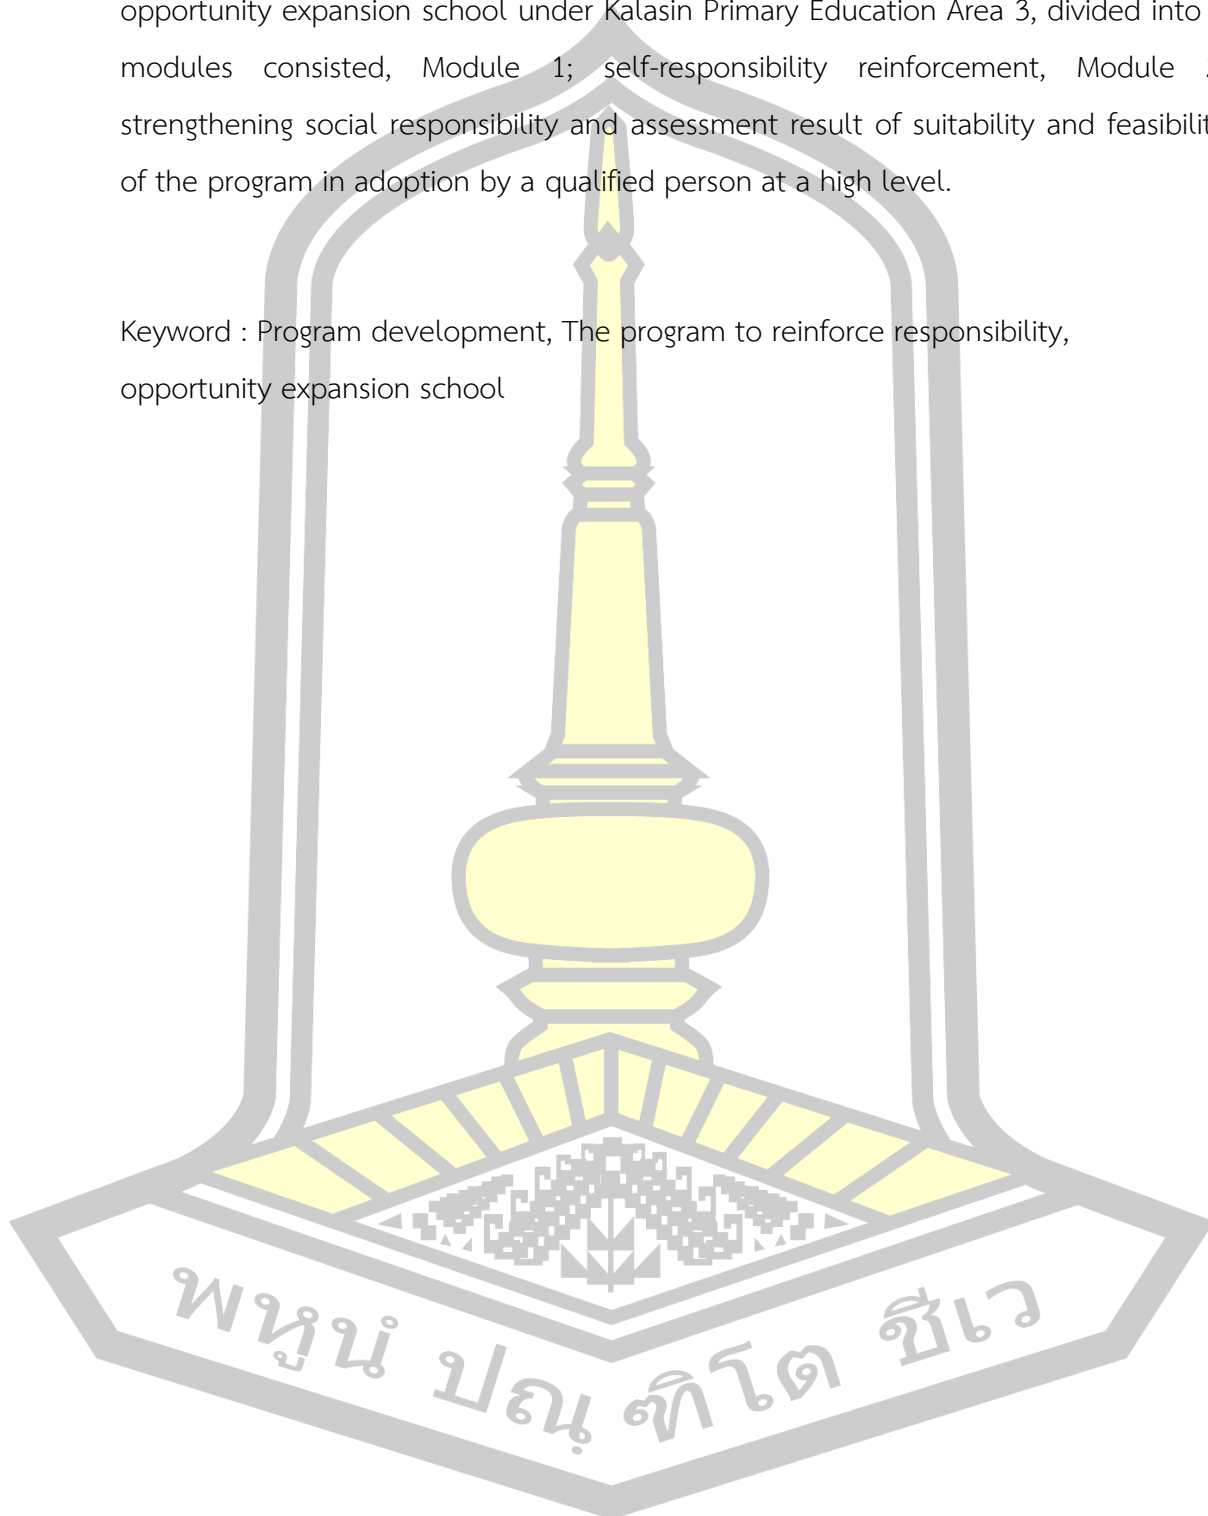 opportunity expansion school under Kalasin Primary Education Area 3, divided into
modules consisted, Module 1; self-responsibility reinforcement, Module
strengthening social responsibility and assessment result of suitability and
of the program in adoption by a qualified person at a high level.
Keyword : Program development, The program to reinforce responsibility,
opportunity expansion school
พหูนํ ปณฺฑิโต ชีเว